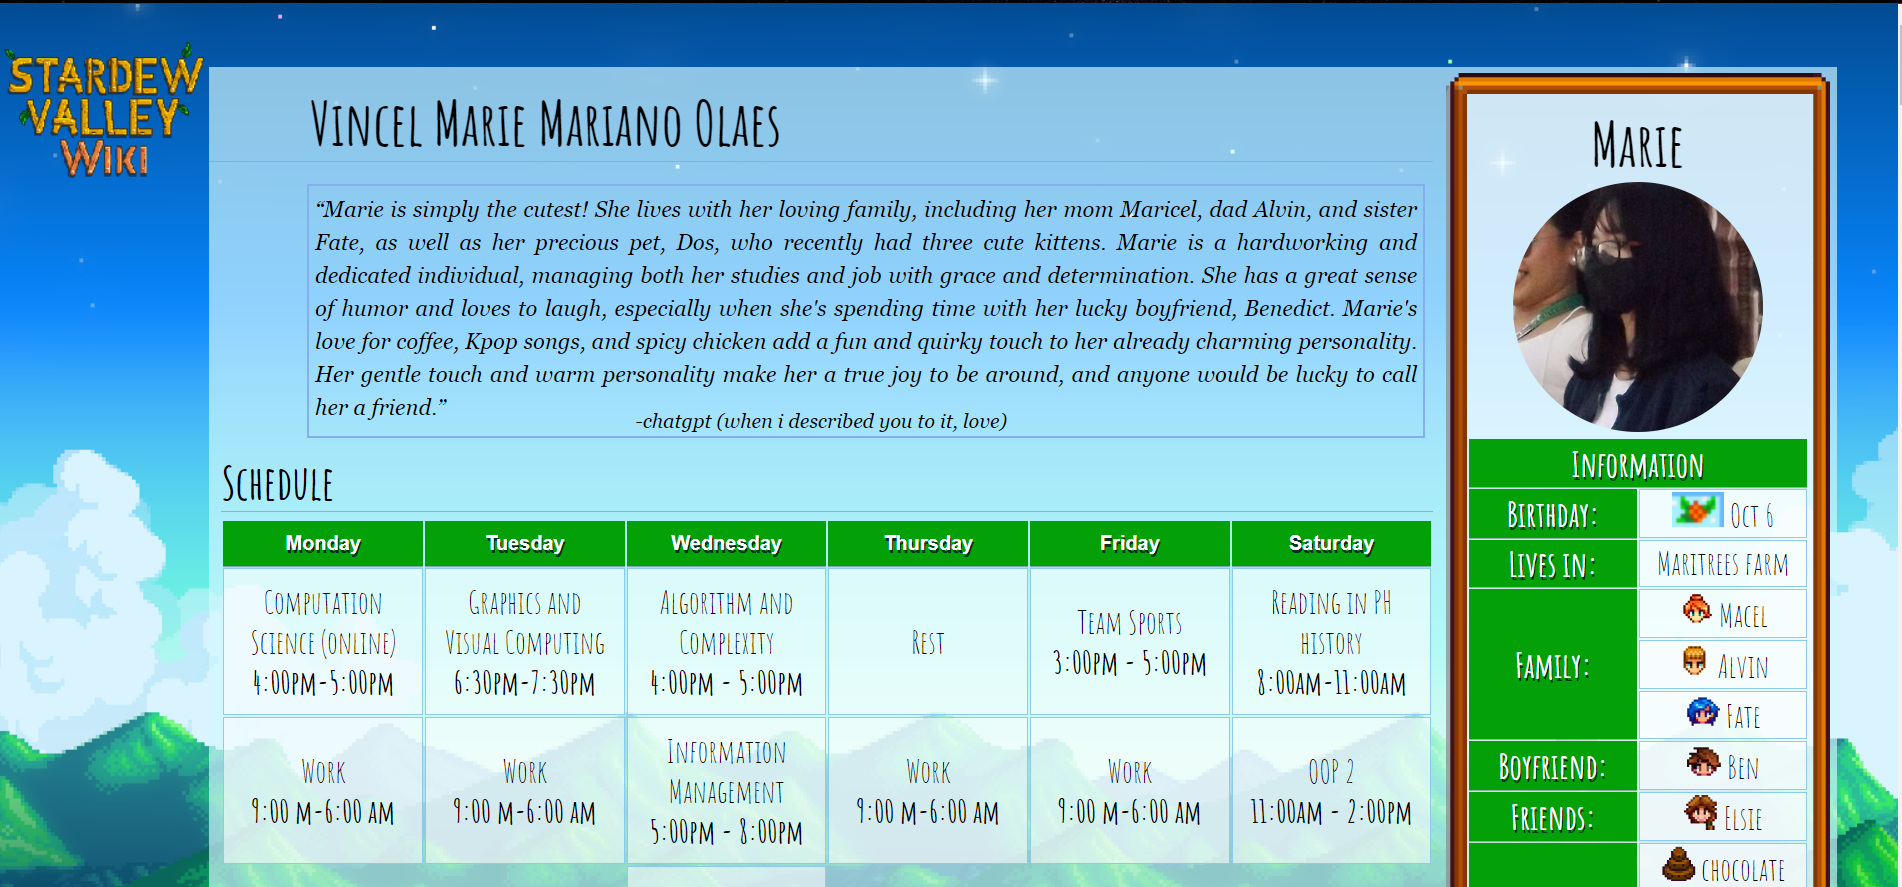 STARDEW
VALLEY
WIKI
Vincel Marie Mariano Olaes
“Marie is simply the cutest! She lives with her loving family, including her mom Maricel, dad Alvin, and sister
Fate, as well as her precious pet, Dos, who recently had three cute kittens. Marie is a hardworking and
dedicated individual, managing both her studies and job with grace and determination. She has a great sense
of humor and loves to laugh, especially when she's spending time with her lucky boyfriend, Benedict. Marie's
love for coffee, Kpop songs, and spicy chicken add a fun and quirky touch to her already charming personality.
Her gentle touch and warm personality make her a true joy to be around, and anyone would be lucky to call
her a friend.”
-chatgpt (when i described you to it, love)
Schedule
Monday Tuesday Wednesday Thursday Friday Saturday
Computation
Science (online)
4:00pm-5:00pm
Graphics and
Visual Computing
6:30pm-7:30pm
Algorithm and
Complexity
4:00pm - 5:00pm
Rest
Team Sports
3:00pm - 5:00pm
Reading in PH
history
8:00am-11:00am
Work
9:00 m-6:00 am
Work
9:00 m-6:00 am
Information
Management
5:00pm - 8:00pm
Work
9:00 m-6:00 am
Work
9:00 m-6:00 am
OOP 2
11:00am - 2:00pm
Marie
Information
Birthday: Oct 6
Lives in: Maritrees farm
Family: Macel
Alvin
Fate
Boyfriend: Ben
Friends: Elsie
chocolate